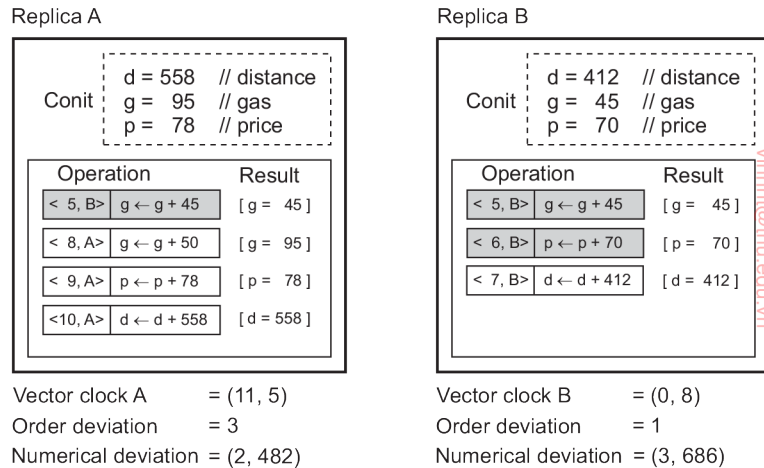 Replica A
Conit
d = 558 // distance
g = 95 // gas
p = 78 // price
Operation Result
< 5, B> g ← g + 45 [ g = 45 ]
< 8, A> g ← g + 50 [ g = 95 ]
< 9, A> p ← p + 78 [ p = 78 ]
<10, A> d ← d + 558 [ d = 558 ]
Vector clock A = (11, 5)
Order deviation = 3
Numerical deviation = (2, 482)
Replica B
Conit
d = 412 // distance
g = 45 // gas
p = 70 // price
Operation Result
< 5, B> g ← g + 45 [ g = 45 ]
< 6, B> p ← p + 70 [ p = 70 ]
< 7, B> d ← d + 412 [ d = 412 ]
Vector clock B = (0, 8)
Order deviation = 1
Numerical deviation = (3, 686)